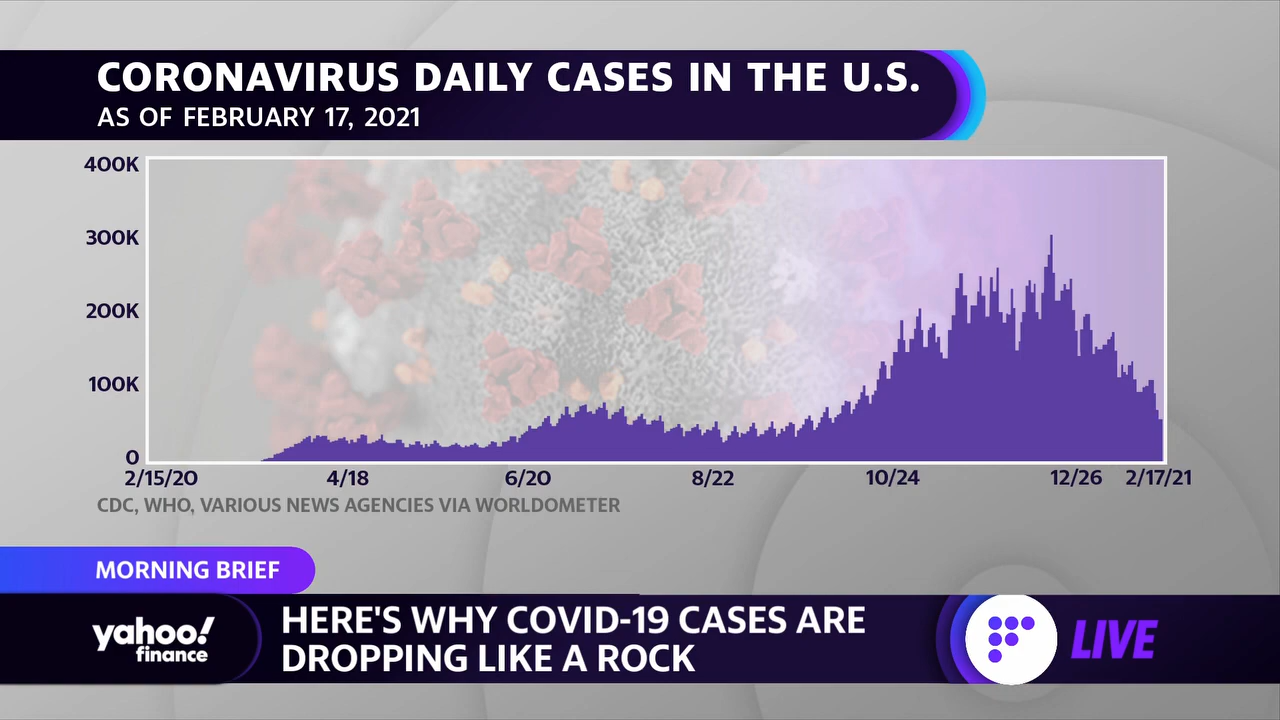 CORONAVIRUS DAILY CASES IN THE U.S.
AS OF FEBRUARY 17, 2021
400K
300K
200K
100K
0
2/15/20 4/18 6/20 8/22 10/24 12/26 2/17/21
CDC, WHO, VARIOUS NEWS AGENCIES VIA WORLDOMETER
MORNING BRIEF
yahoo!
finance
HERE'S WHY COVID-19 CASES ARE
DROPPING LIKE A ROCK
LIVE